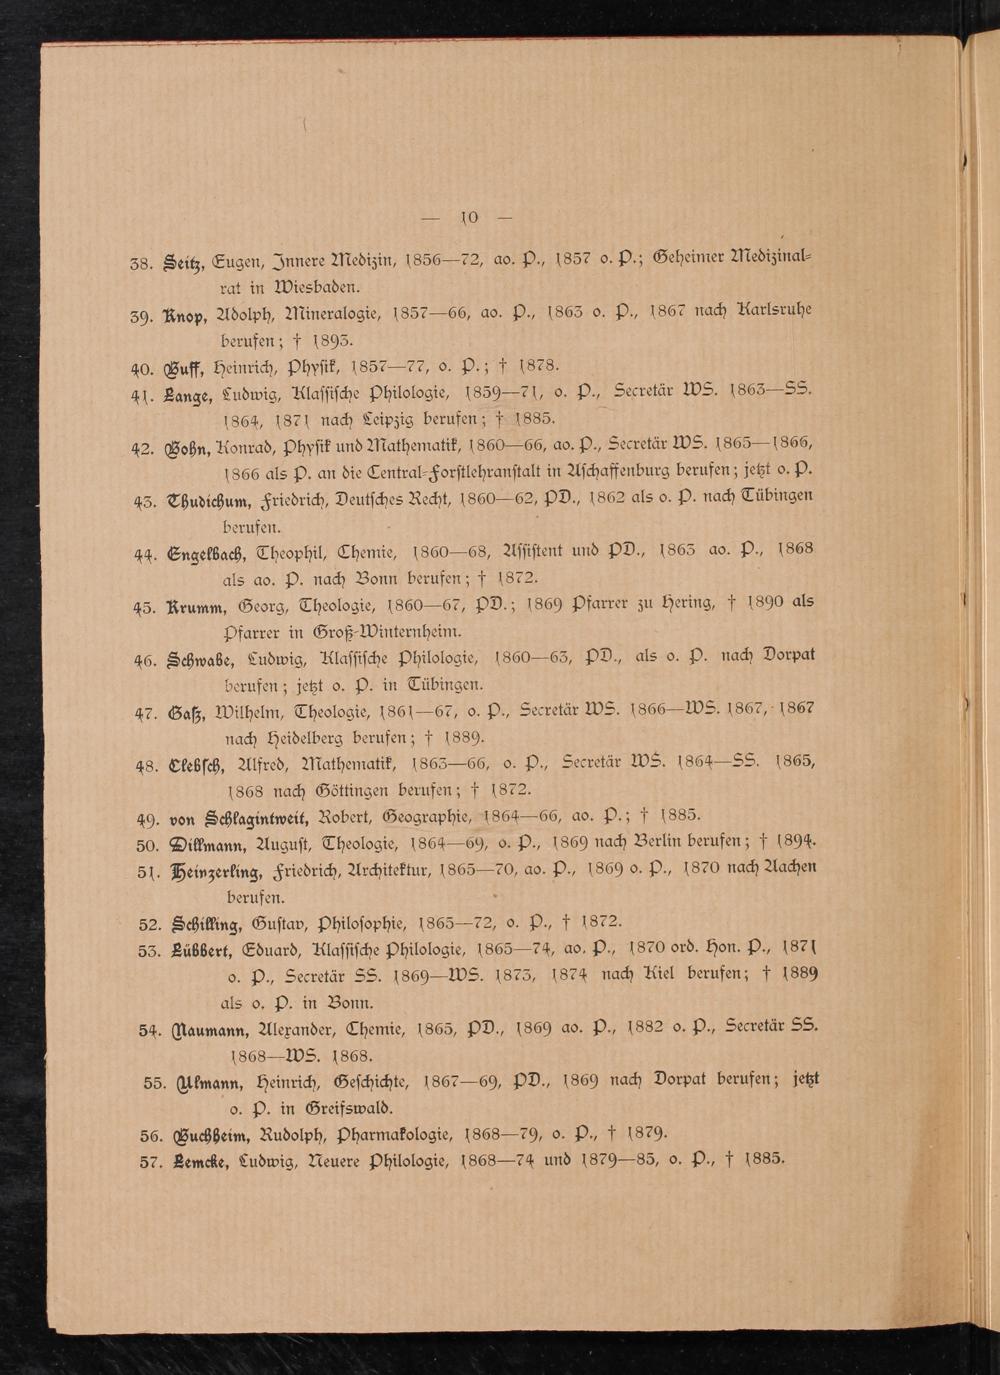 — 10 —
38. Seitz, Eugen, Innere Medizin, 1856—72, ao. P., 1857 o. P.; Geheimer Medizinal-
rat in Wiesbaden.
39. Knop, Adolph, Mineralogie, 1857—66, ao. P., 1863 o. P., 1867 nach Karlsruhe
berufen; † 1893.
40. Buff, Heinrich, Physik, 1857—77, o. P.; † 1878.
41. Lange, Ludwig, Klassische Philologie, 1859—71, o. P., Secretär WS. 1863—SS.
1864, 1871 nach Leipzig berufen; † 1885.
42. Bohn, Konrad, Physik und Mathematik, 1860—66, ao. P., Secretär WS. 1865—1866,
1866 als P. an die Central-Forstlehranstalt in Aschaffenburg berufen; jetzt o. P.
43. Thudichum, Friedrich, Deutsches Recht, 1860—62, PD., 1862 als o. P. nach Tübingen
berufen.
44. Engelbach, Theophil, Chemie, 1860—68, Assistent und PD., 1863 ao. P., 1868
als ao. P. nach Bonn berufen; † 1872.
45. Krumm, Georg, Theologie, 1860—67, PD.; 1869 Pfarrer zu Hering, † 1890 als
Pfarrer in Groß-Winternheim.
46. Schwabe, Ludwig, Klassische Philologie, 1860—63, PD., als o. P. nach Dorpat
berufen; jetzt o. P. in Tübingen.
47. Gaß, Wilhelm, Theologie, 1861—67, o. P., Secretär WS. 1866—WS. 1867, 1867
nach Heidelberg berufen; † 1889.
48. Clebsch, Alfred, Mathematik, 1863—66, o. P., Secretär WS. 1864—SS. 1865,
1868 nach Göttingen berufen; † 1872.
49. von Schlagintweit, Robert, Geographie, 1864—66, ao. P.; † 1885.
50. Dillmann, August, Theologie, 1864—69, o. P., 1869 nach Berlin berufen; † 1894.
51. Heinzerling, Friedrich, Architektur, 1865—70, ao. P., 1869 o. P., 1870 nach Aachen
berufen.
52. Schilling, Gustav, Philosophie, 1865—72, o. P., † 1872.
53. Lübbert, Eduard, Klassische Philologie, 1865—74, ao. P., 1870 ord. Hon. P., 1871
o. P., Secretär SS. 1869—WS. 1873, 1874 nach Kiel berufen; † 1889
als o. P. in Bonn.
54. Naumann, Alexander, Chemie, 1865, PD., 1869 ao. P., 1882 o. P., Secretär SS.
1868—WS. 1868.
55. Ulmann, Heinrich, Geschichte, 1867—69, PD., 1869 nach Dorpat berufen; jetzt
o. P. in Greifswald.
56. Buchheim, Rudolph, Pharmakologie, 1868—79, o. P., † 1879.
57. Lemcke, Ludwig, Neuere Philologie, 1868—74 und 1879—85, o. P., † 1885.